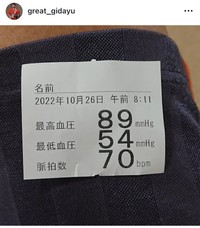 great_gidayu
名前
2022年10月26日 午前 8:11
最高血圧 89 mmHg
最低血圧 54 mmHg
脈拍数 70 bpm